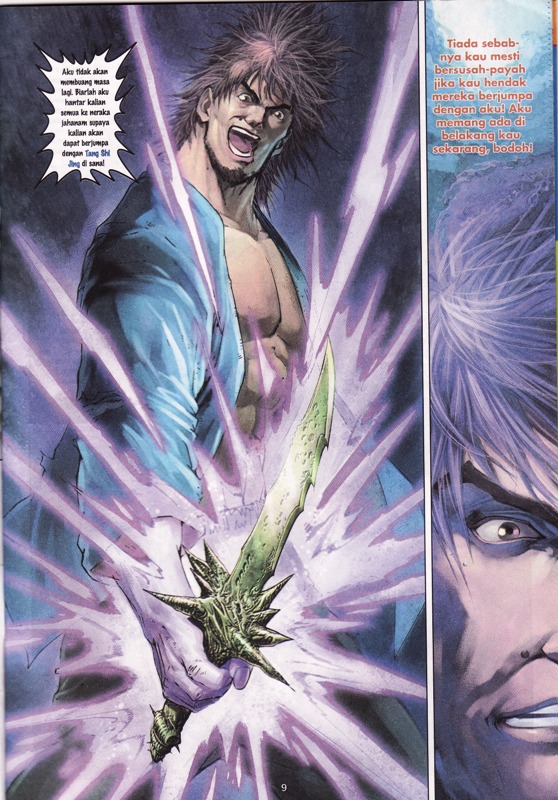 Aku tidak akan
membuang masa
lagi. Biarlah aku
hantar kalian
semua ke neraka
jahanam supaya
kalian akan
dapat berjumpa
dengan Tang Shi
Jing di sana!
Tiada sebab-
nya kau mesti
bersusah-payah
jika kau hendak
mereka berjumpa
dengan aku! Aku
memang ada di
belakang kau
sekarang, bodoh!
9